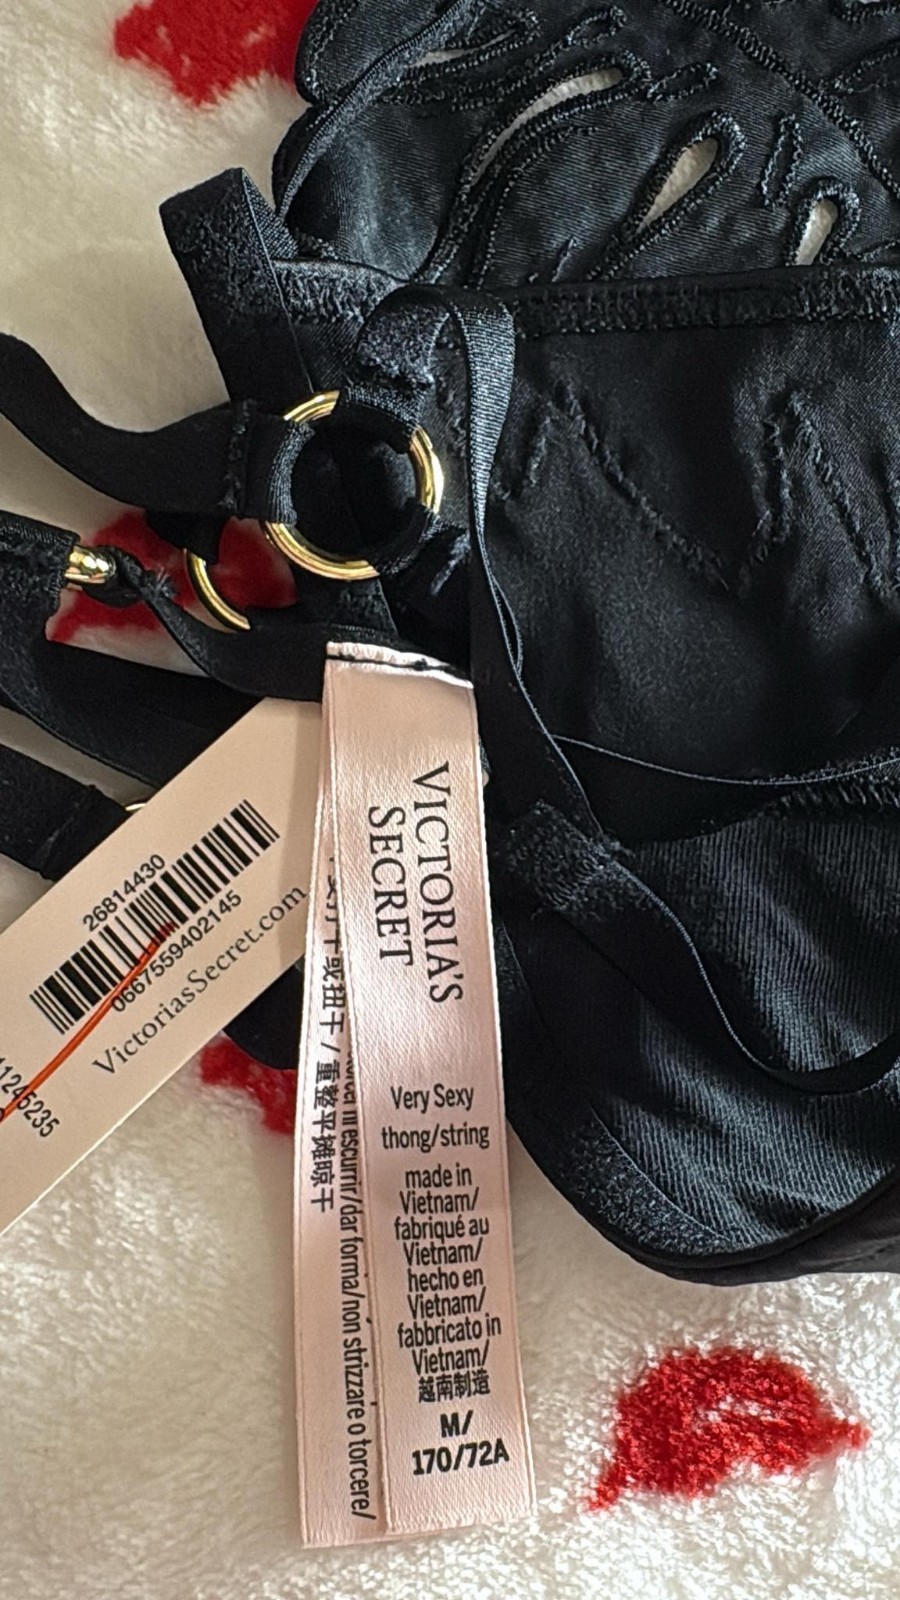 26814430
0667559402145
VictoriasSecret.com
11245235
VICTORIA'S
SECRET
Very Sexy
thong/string
made in
Vietnam/
fabriqué au
Vietnam/
hecho en
Vietnam/
fabbricato in
Vietnam/
越南制造
M/
170/72A
ni escurrir/dar forma/non strizzare o torcere/
干或扭干/重整平摊晾干